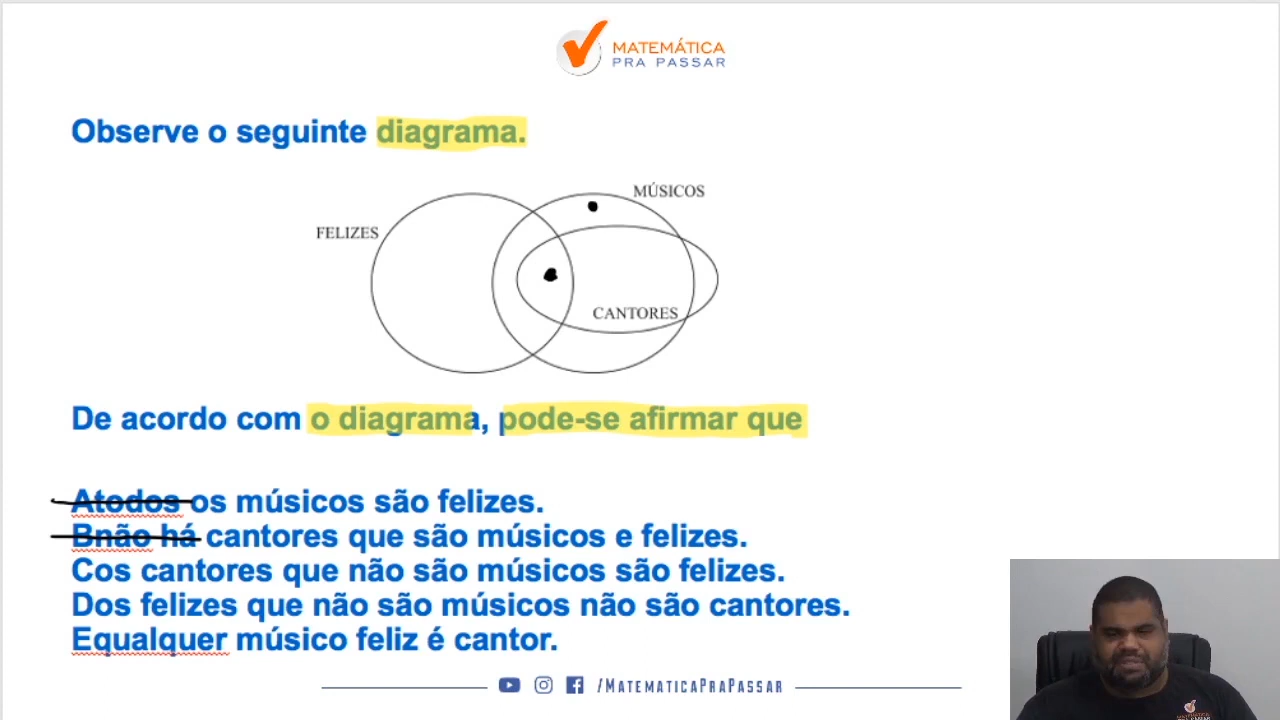 MATEMÁTICA
PRA PASSAR
Observe o seguinte diagrama.
MÚSICOS
FELIZES
CANTORES
De acordo com o diagrama, pode-se afirmar que
Atodos os músicos são felizes.
Bnão há cantores que são músicos e felizes.
Cos cantores que não são músicos são felizes.
Dos felizes que não são músicos não são cantores.
Equalquer músico feliz é cantor.
/MATEMATICAPRAPASSAR